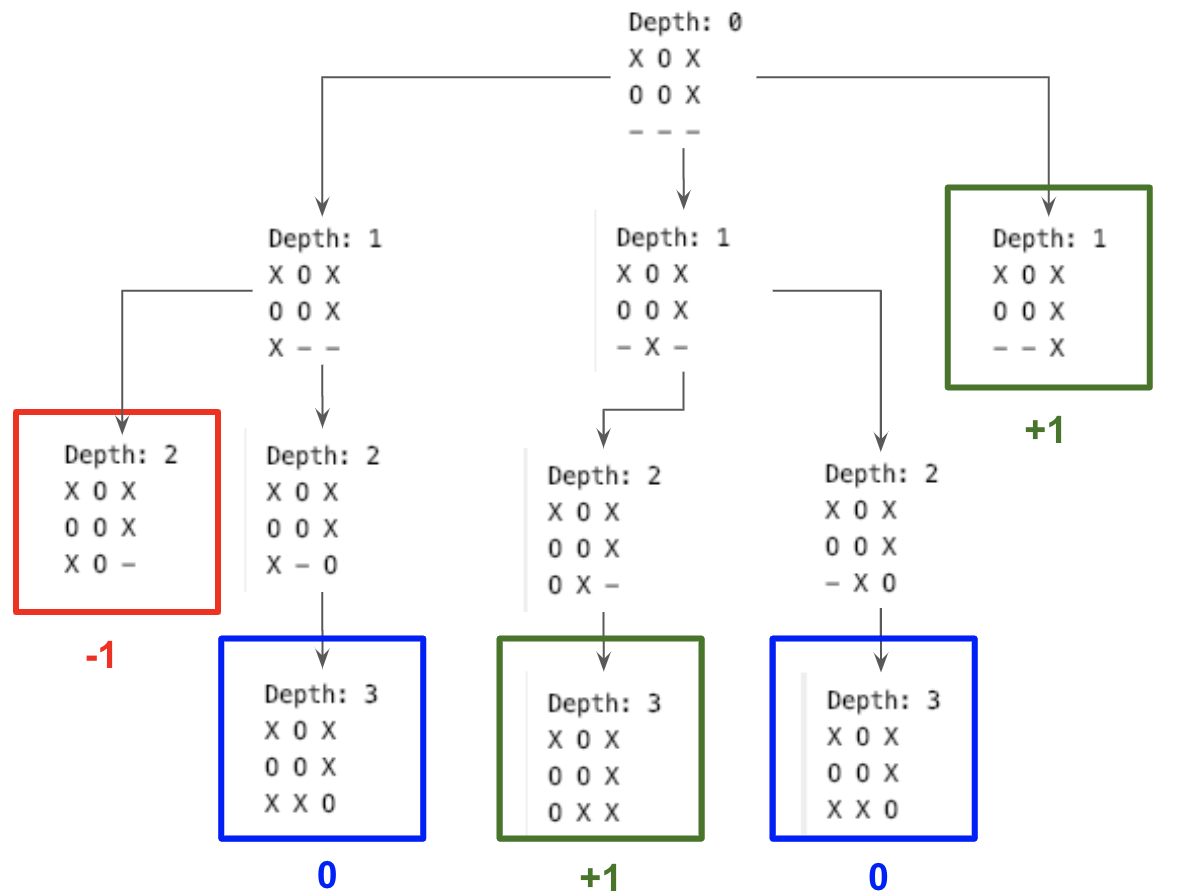 Depth: 0
X O X
O O X
– – –
Depth: 1
X O X
O O X
X – –
Depth: 1
X O X
O O X
– X –
Depth: 1
X O X
O O X
– – X
+1
Depth: 2
X O X
O O X
X O –
-1
Depth: 2
X O X
O O X
X – O
Depth: 2
X O X
O O X
O X –
Depth: 2
X O X
O O X
– X O
Depth: 3
X O X
O O X
X X O
0
Depth: 3
X O X
O O X
O X X
+1
Depth: 3
X O X
O O X
X X O
0